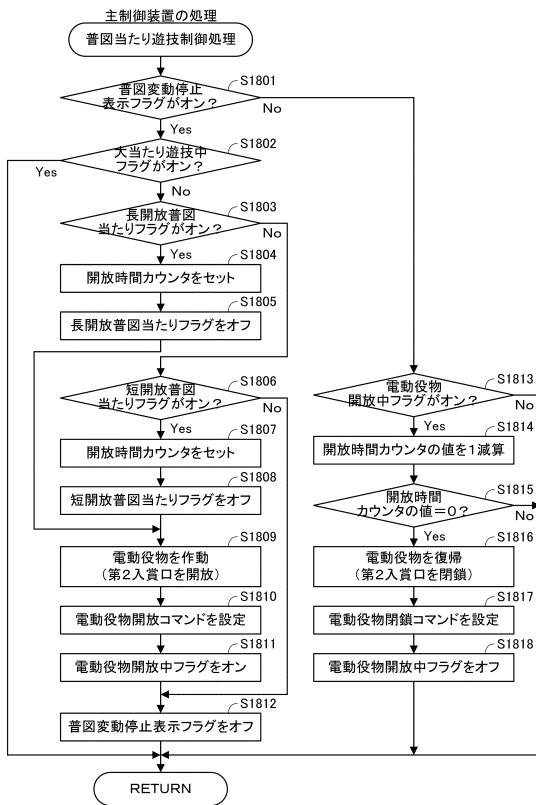 主制御装置の処理
普図当たり遊技制御処理
S1801
普図変動停止
表示フラグがオン?
No
Yes
S1802
大当たり遊技中
フラグがオン?
Yes
No
S1803
長開放普図
当たりフラグがオン?
No
Yes
S1804
開放時間カウンタをセット
S1805
長開放普図当たりフラグをオフ
S1806
短開放普図
当たりフラグがオン?
No
Yes
S1807
開放時間カウンタをセット
S1808
短開放普図当たりフラグをオフ
S1809
電動役物を作動
(第2入賞口を開放)
S1810
電動役物開放コマンドを設定
S1811
電動役物開放中フラグをオン
S1812
普図変動停止表示フラグをオフ
S1813
電動役物
開放中フラグがオン?
No
Yes
S1814
開放時間カウンタの値を1減算
S1815
開放時間
カウンタの値=0?
No
Yes
S1816
電動役物を復帰
(第2入賞口を閉鎖)
S1817
電動役物閉鎖コマンドを設定
S1818
電動役物開放中フラグをオフ
RETURN